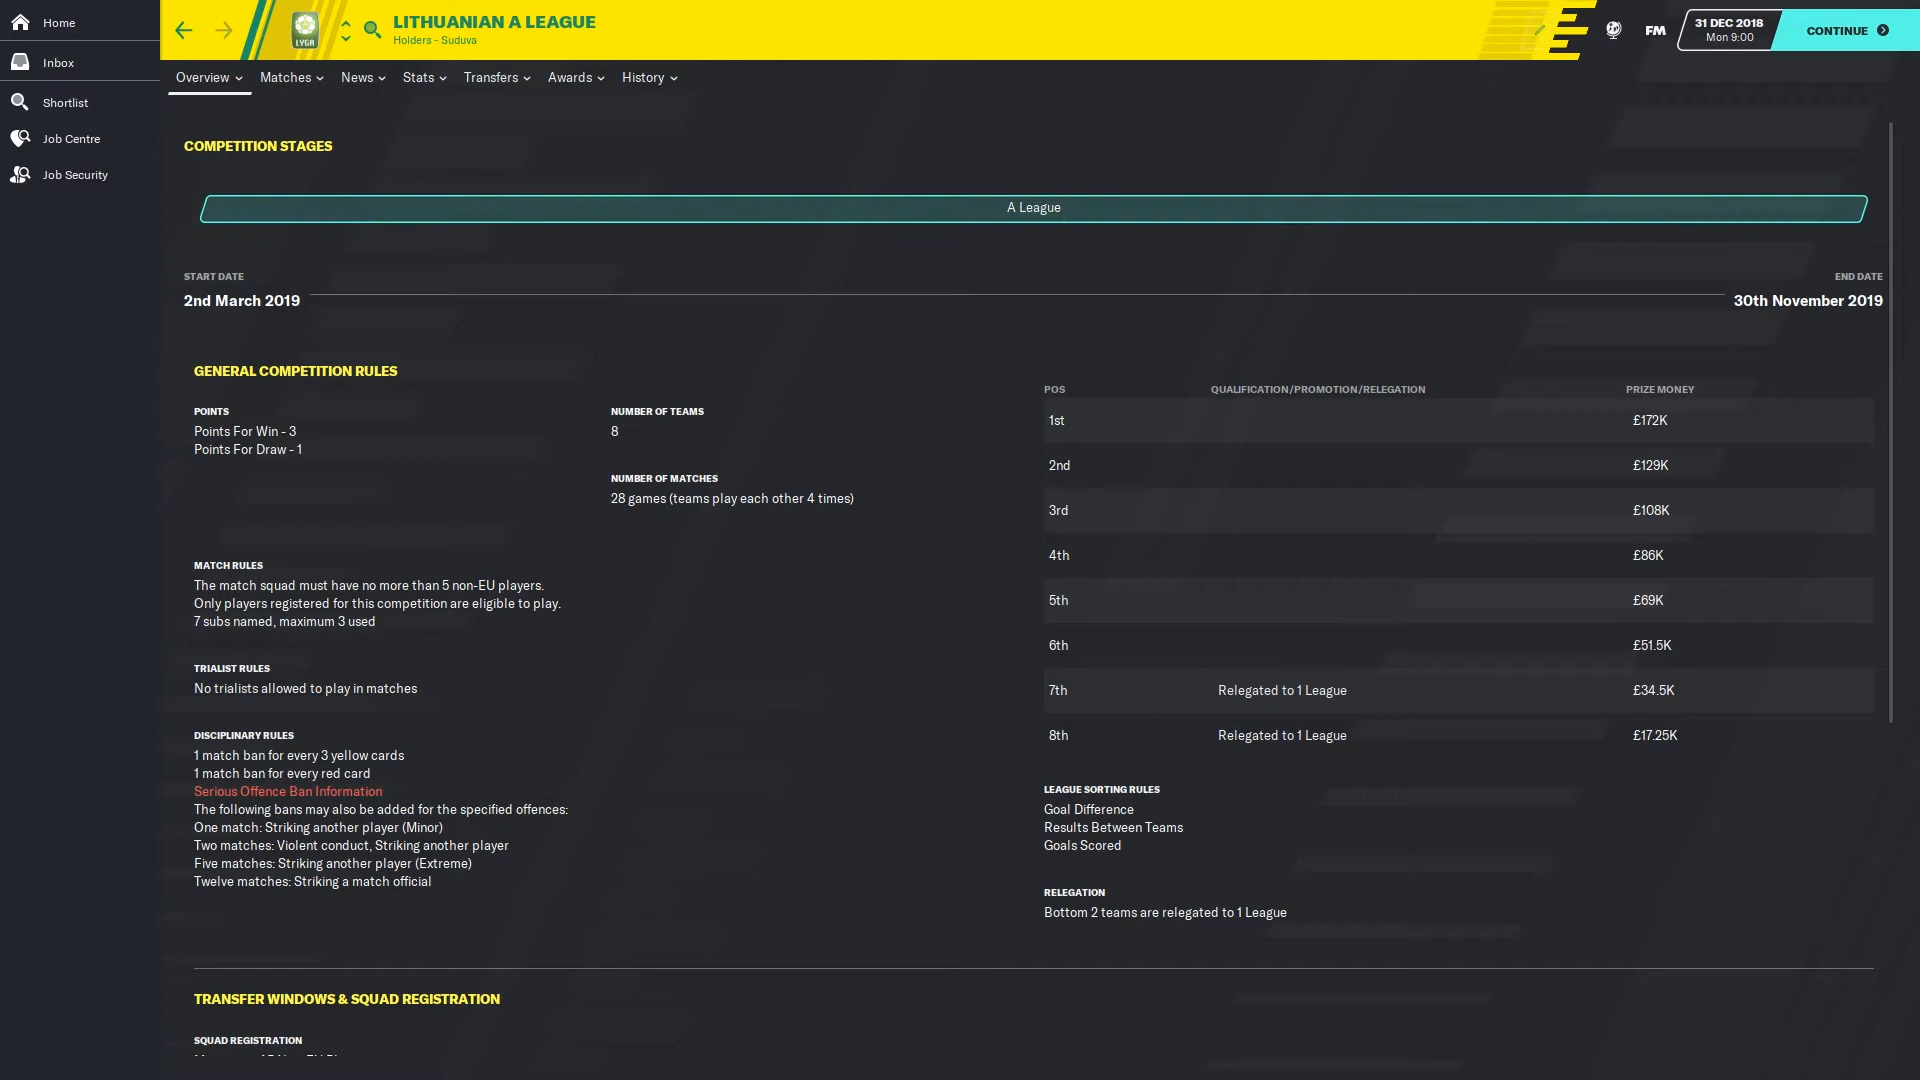 Home
Inbox
Shortlist
Job Centre
Job Security
LYGA
LITHUANIAN A LEAGUE
Holders - Suduva
FM
31 DEC 2018
Mon 9:00
CONTINUE
Overview
Matches
News
Stats
Transfers
Awards
History
COMPETITION STAGES
A League
START DATE
2nd March 2019
END DATE
30th November 2019
GENERAL COMPETITION RULES
POINTS
Points For Win - 3
Points For Draw - 1
NUMBER OF TEAMS
8
NUMBER OF MATCHES
28 games (teams play each other 4 times)
MATCH RULES
The match squad must have no more than 5 non-EU players.
Only players registered for this competition are eligible to play.
7 subs named, maximum 3 used
TRIALIST RULES
No trialists allowed to play in matches
DISCIPLINARY RULES
1 match ban for every 3 yellow cards
1 match ban for every red card
Serious Offence Ban Information
The following bans may also be added for the specified offences:
One match: Striking another player (Minor)
Two matches: Violent conduct, Striking another player
Five matches: Striking another player (Extreme)
Twelve matches: Striking a match official
POS QUALIFICATION/PROMOTION/RELEGATION PRIZE MONEY
1st £172K
2nd £129K
3rd £108K
4th £86K
5th £69K
6th £51.5K
7th Relegated to 1 League £34.5K
8th Relegated to 1 League £17.25K
LEAGUE SORTING RULES
Goal Difference
Results Between Teams
Goals Scored
RELEGATION
Bottom 2 teams are relegated to 1 League
TRANSFER WINDOWS & SQUAD REGISTRATION
SQUAD REGISTRATION